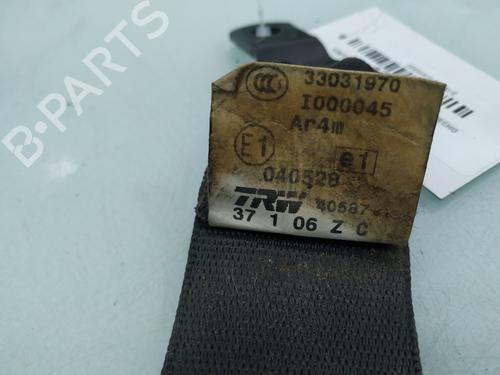 B-PARTS
33031970
I000045
Ar4m
E1
e1
040528
TRW
37 1 06 Z C